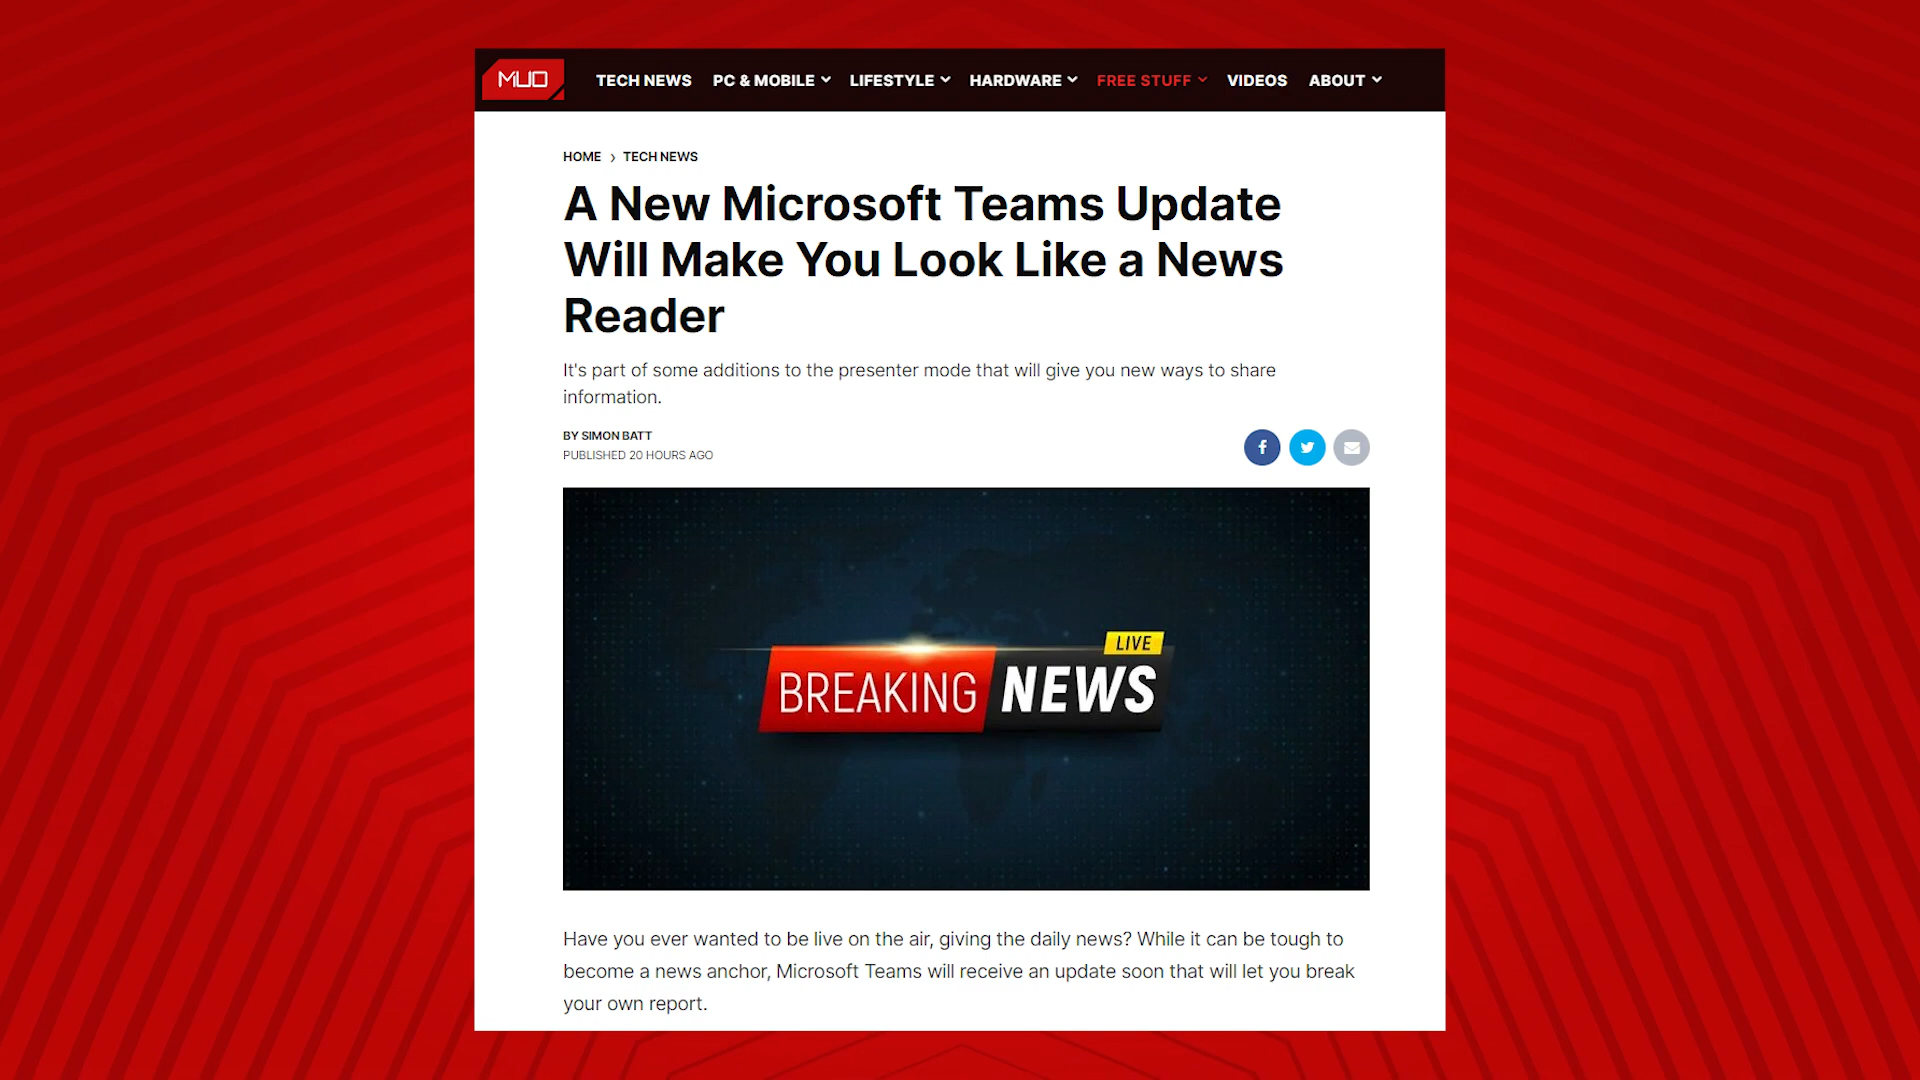 MUO
TECH NEWS PC & MOBILE LIFESTYLE HARDWARE FREE STUFF VIDEOS ABOUT
HOME > TECH NEWS
A New Microsoft Teams Update
Will Make You Look Like a News
Reader
It's part of some additions to the presenter mode that will give you new ways to share
information.
BY SIMON BATT
PUBLISHED 20 HOURS AGO
LIVE
BREAKING NEWS
Have you ever wanted to be live on the air, giving the daily news? While it can be tough to
become a news anchor, Microsoft Teams will receive an update soon that will let you break
your own report.